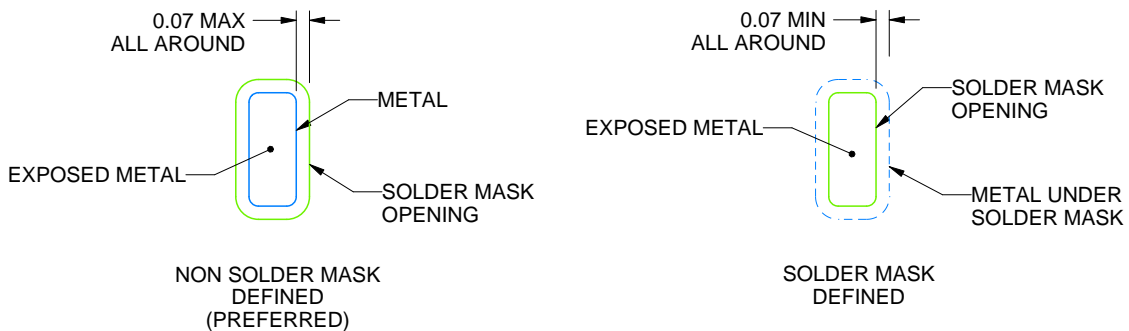 0.07 MAX
ALL AROUND
METAL
EXPOSED METAL
SOLDER MASK
OPENING
NON SOLDER MASK
DEFINED
(PREFERRED)
0.07 MIN
ALL AROUND
SOLDER MASK
OPENING
EXPOSED METAL
METAL UNDER
SOLDER MASK
SOLDER MASK
DEFINED